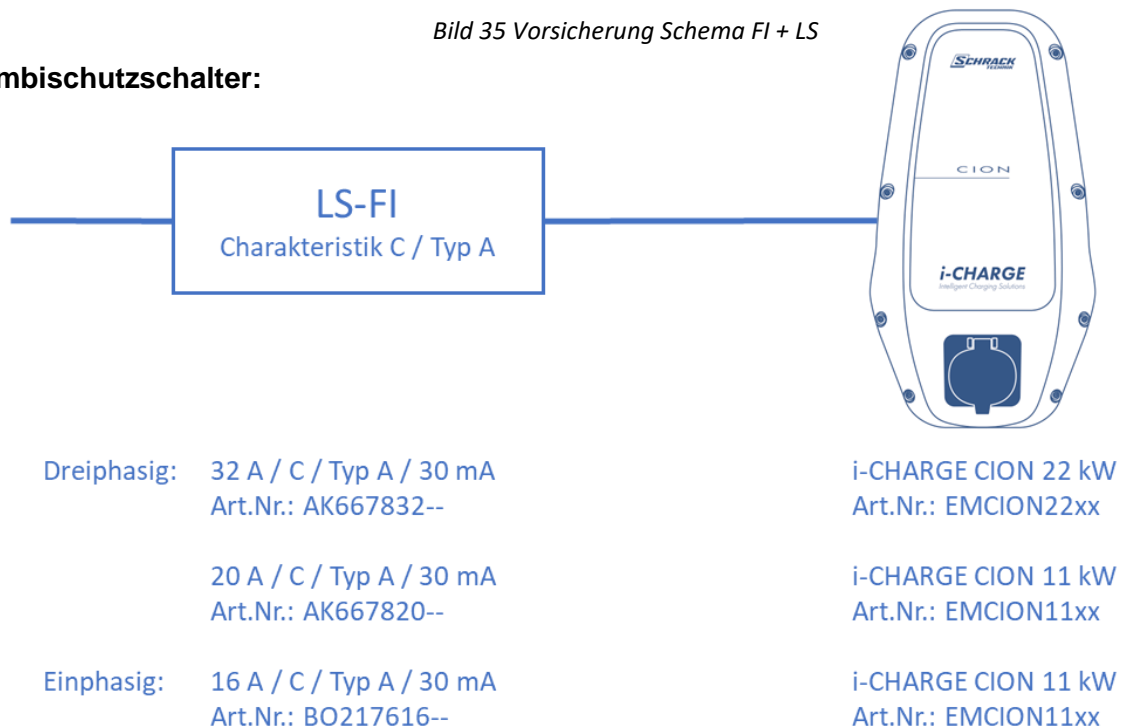 Bild 35 Vorsicherung Schema FI + LS
mbischutzschalter:
SCHRACK
TECHNIK
CION
LS-FI
Charakteristik C / Typ A
i-CHARGE
Intelligent Charging Solutions
Dreiphasig: 32 A / C / Typ A / 30 mA i-CHARGE CION 22 kW
Art.Nr.: AK667832-- Art.Nr.: EMCION22xx
20 A / C / Typ A / 30 mA i-CHARGE CION 11 kW
Art.Nr.: AK667820-- Art.Nr.: EMCION11xx
Einphasig: 16 A / C / Typ A / 30 mA i-CHARGE CION 11 kW
Art.Nr.: BO217616-- Art.Nr.: EMCION11xx